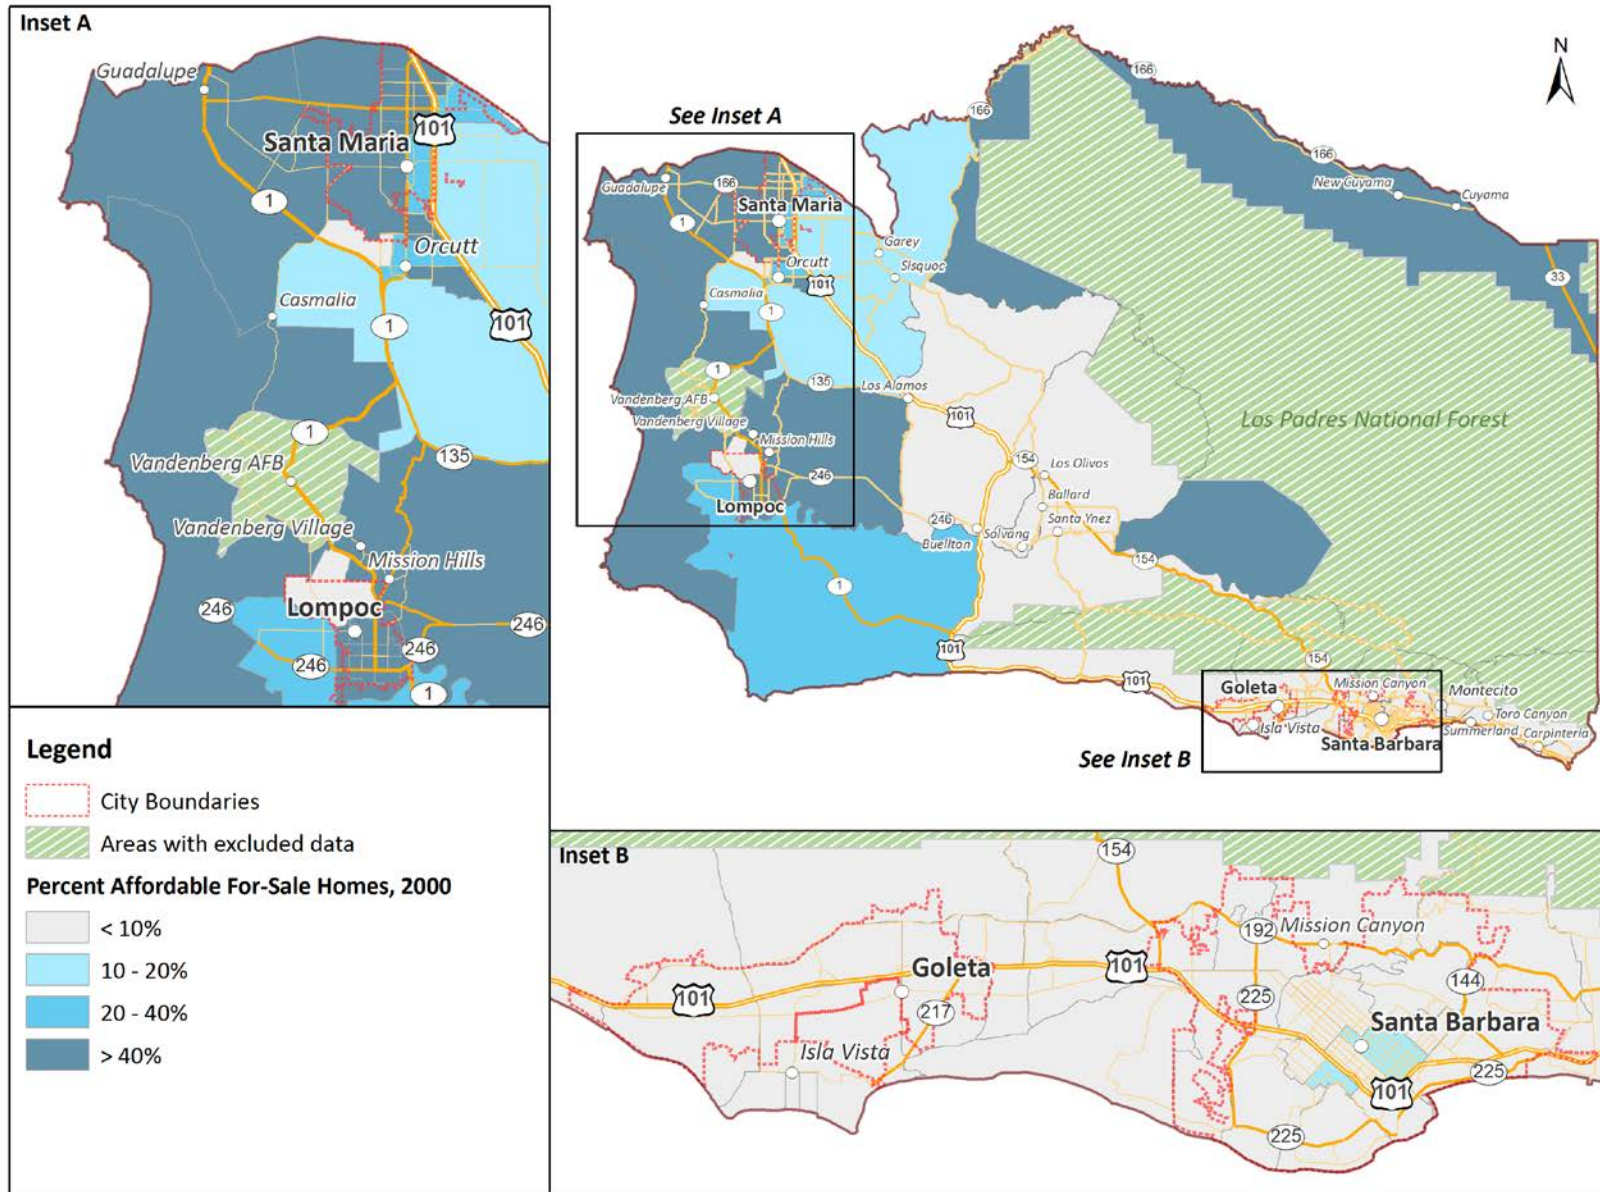 Inset A
Guadalupe
Santa Maria
101
1
Orcutt
Casmalia
1
101
1
Vandenberg AFB
135
Vandenberg Village
Mission Hills
246
Lompoc
246
246
246
1
Legend
City Boundaries
Areas with excluded data
Percent Affordable For-Sale Homes, 2000
< 10%
10 - 20%
20 - 40%
> 40%
N
See Inset A
166
166
166
Guadalupe
166
New Cuyama
Cuyama
Santa Maria
1
Garey
Orcutt
Sisquoc
33
101
Casmalia
1
1
135
Los Alamos
Vandenberg AFB
101
Los Padres National Forest
Vandenberg Village
Mission Hills
154
Los Olivos
246
Ballard
Lompoc
246
Santa Ynez
Buellton
Solvang
154
1
101
154
101
Goleta
Mission Canyon
Montecito
Isla Vista
Toro Canyon
Santa Barbara
Summerland
Carpinteria
See Inset B
Inset B
154
192
Mission Canyon
Goleta
101
144
101
225
217
Santa Barbara
Isla Vista
225
101
225